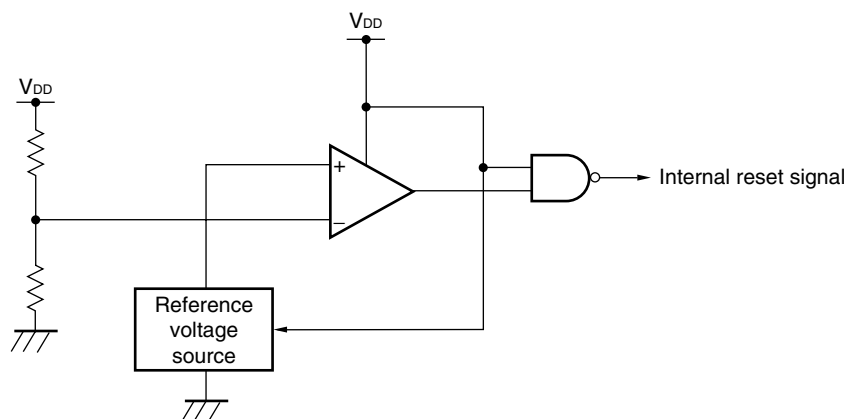 VDD
VDD
+
−
Internal reset signal
Reference
voltage
source